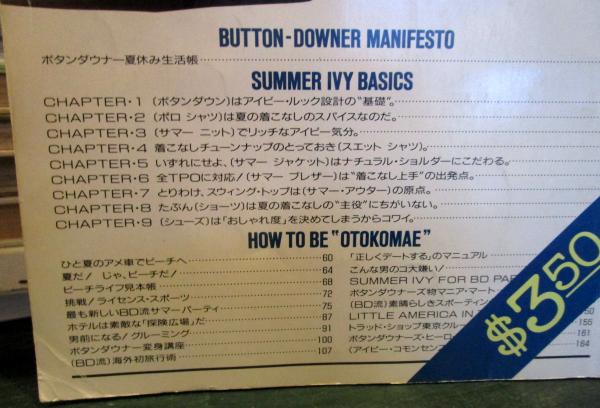 BUTTON-DOWNER MANIFESTO
ボタンダウナー夏休み生活帳
SUMMER IVY BASICS
CHAPTER・1 (ボタンダウン)はアイビー・ルック設計の"基礎"。
CHAPTER・2 (ポロ シャツ)は夏の着こなしのスパイスなのだ。
CHAPTER・3 (サマー ニット)でリッチなアイビー気分。
CHAPTER・4 着こなしチューンナップのとっておき(スエット シャツ)。
CHAPTER・5 いずれにせよ、(サマー ジャケット)はナチュラル・ショルダーにこだわる。
CHAPTER・6 全TPOに対応!(サマー ブレザー)は"着こなし上手"の出発点。
CHAPTER・7 とりわけ、スウィング・トップは(サマー・アウター)の原点。
CHAPTER・8 たぶん(ショーツ)は夏の着こなしの"主役"にちがいない。
CHAPTER・9 (シューズ)は「おしゃれ度」を決めてしまうからコワイ。
HOW TO BE "OTOKOMAE"
ひと夏のアメ車でビーチへ 60
夏だ! じゃ、ビーチだ! 64
ビーチライフ見本帳 68
挑戦!ライセンス・スポーツ 72
最も新しいBD流サマーパーティ 75
ホテルは素敵な「探険広場」だ 87
男前になる!グルーミング 91
ボタンダウナー変身講座 100
(BD流)海外初旅行術 107
「正しくデートする」のマニュアル
こんな男のコ大嫌い!
SUMMER IVY FOR BD
ボタンダウナーズ物マニア・マート
(BD流)素晴らしきスポーティン
LITTLE AMERICA IN 150
トラッド・ショップ東京クルー 155
ボタンダウナーズ・ヒーロ 161
(アイビー・コモンセンス 164
$3.50